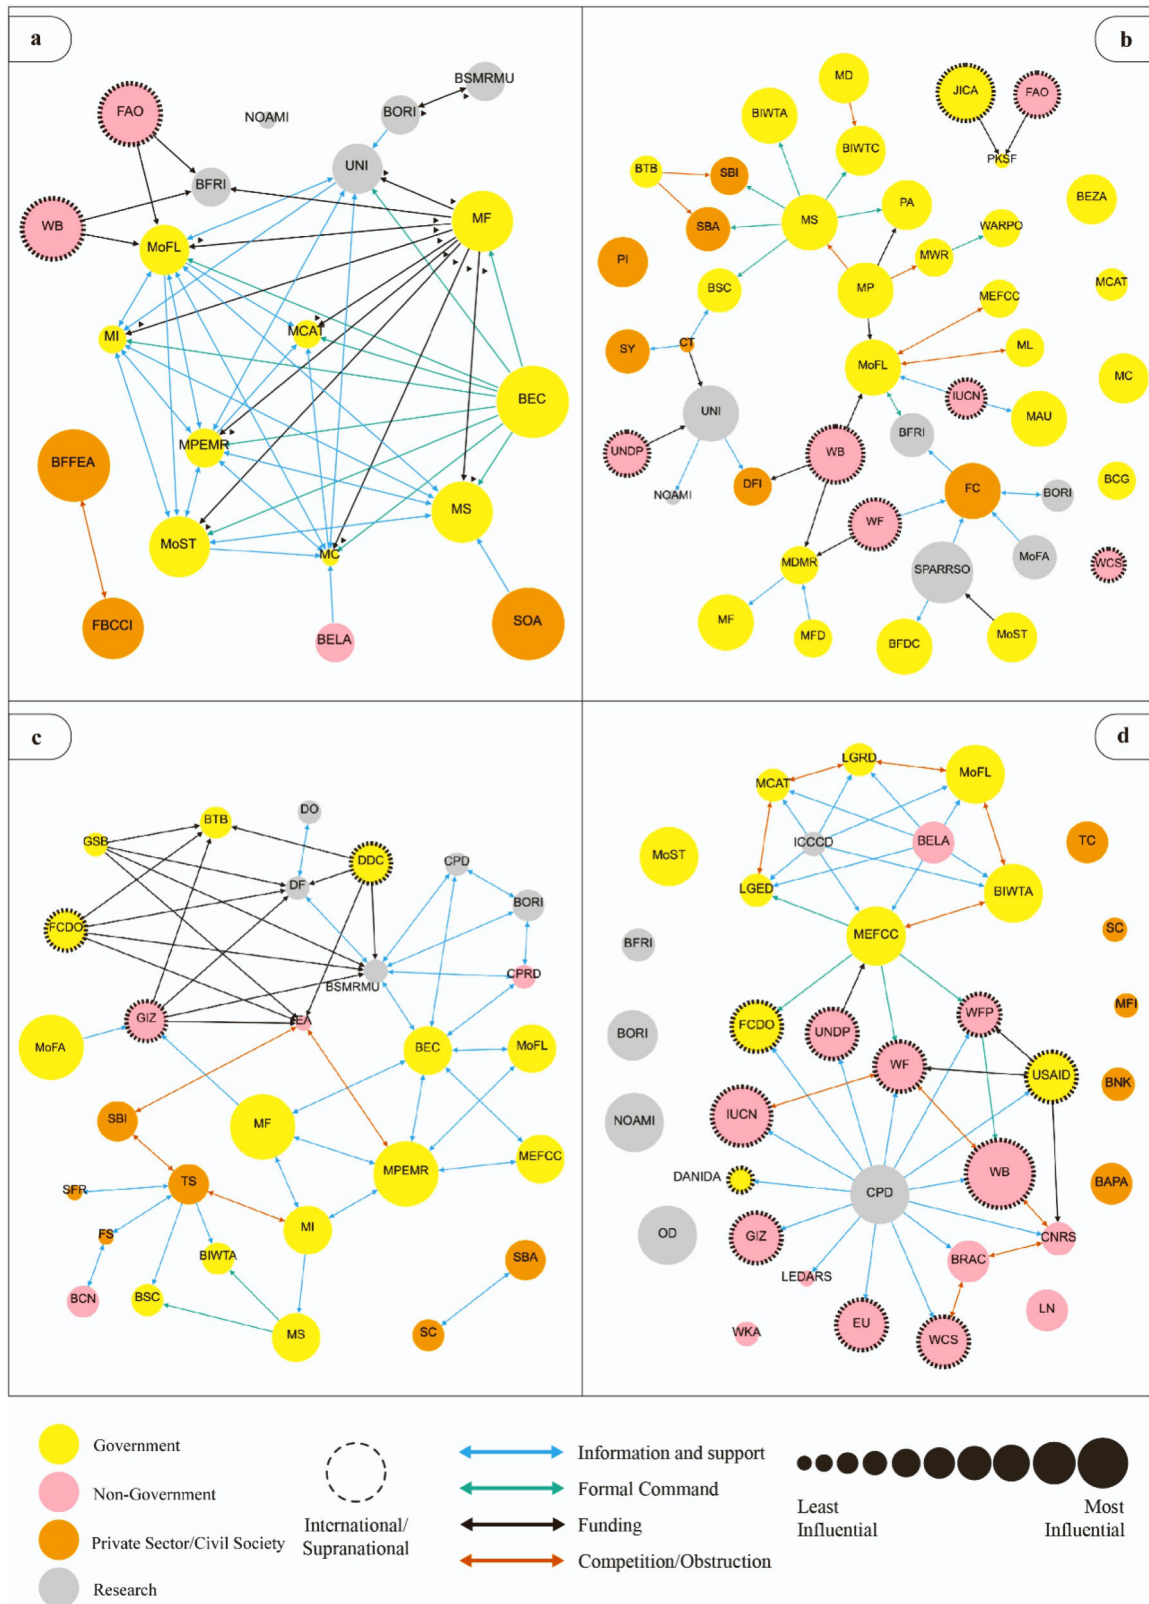 a
BSMRMU
FAO
BORI
NOAMI
UNI
BFRI
WB
MF
MoFL
MI
MCAT
BEC
MPEMR
BFFEA
MS
MoST
MC
FBCCI
BELA
SOA
b
MD
JICA
FAO
BIWTA
BIWTC
PKSF
BTB
SBI
BEZA
PA
SBA
MS
WARPO
MWR
PI
BSC
MP
MCAT
MEFCC
CT
SY
ML
MoFL
MC
IUCN
UNI
MAU
BFRI
UNDP
WB
BCG
DFI
FC
NOAMI
BORI
WF
MoFA
MDMR
SPARRSO
WCS
MF
MFD
BFDC
MoST
c
DO
BTB
GSB
DDC
CPD
DF
BORI
FCDO
CPRD
BSMRMU
GIZ
EA
MoFA
BEC
MoFL
SBI
MF
MEFCC
MPEMR
SFR
TS
MI
FS
BIWTA
SBA
BCN
BSC
MS
SC
d
LGRD
MoFL
MCAT
ICCCD
BELA
TC
MoST
LGED
BIWTA
SC
MEFCC
BFRI
MFI
FCDO
UNDP
WFP
BORI
WF
USAID
BNK
IUCN
NOAMI
WB
DANIDA
CPD
BAPA
OD
GIZ
CNRS
BRAC
LEDARS
LN
EU
WKA
WCS
Government
Non-Government
Private Sector/Civil Society
Research
International/
Supranational
Information and support
Formal Command
Funding
Competition/Obstruction
Least
Influential
Most
Influential